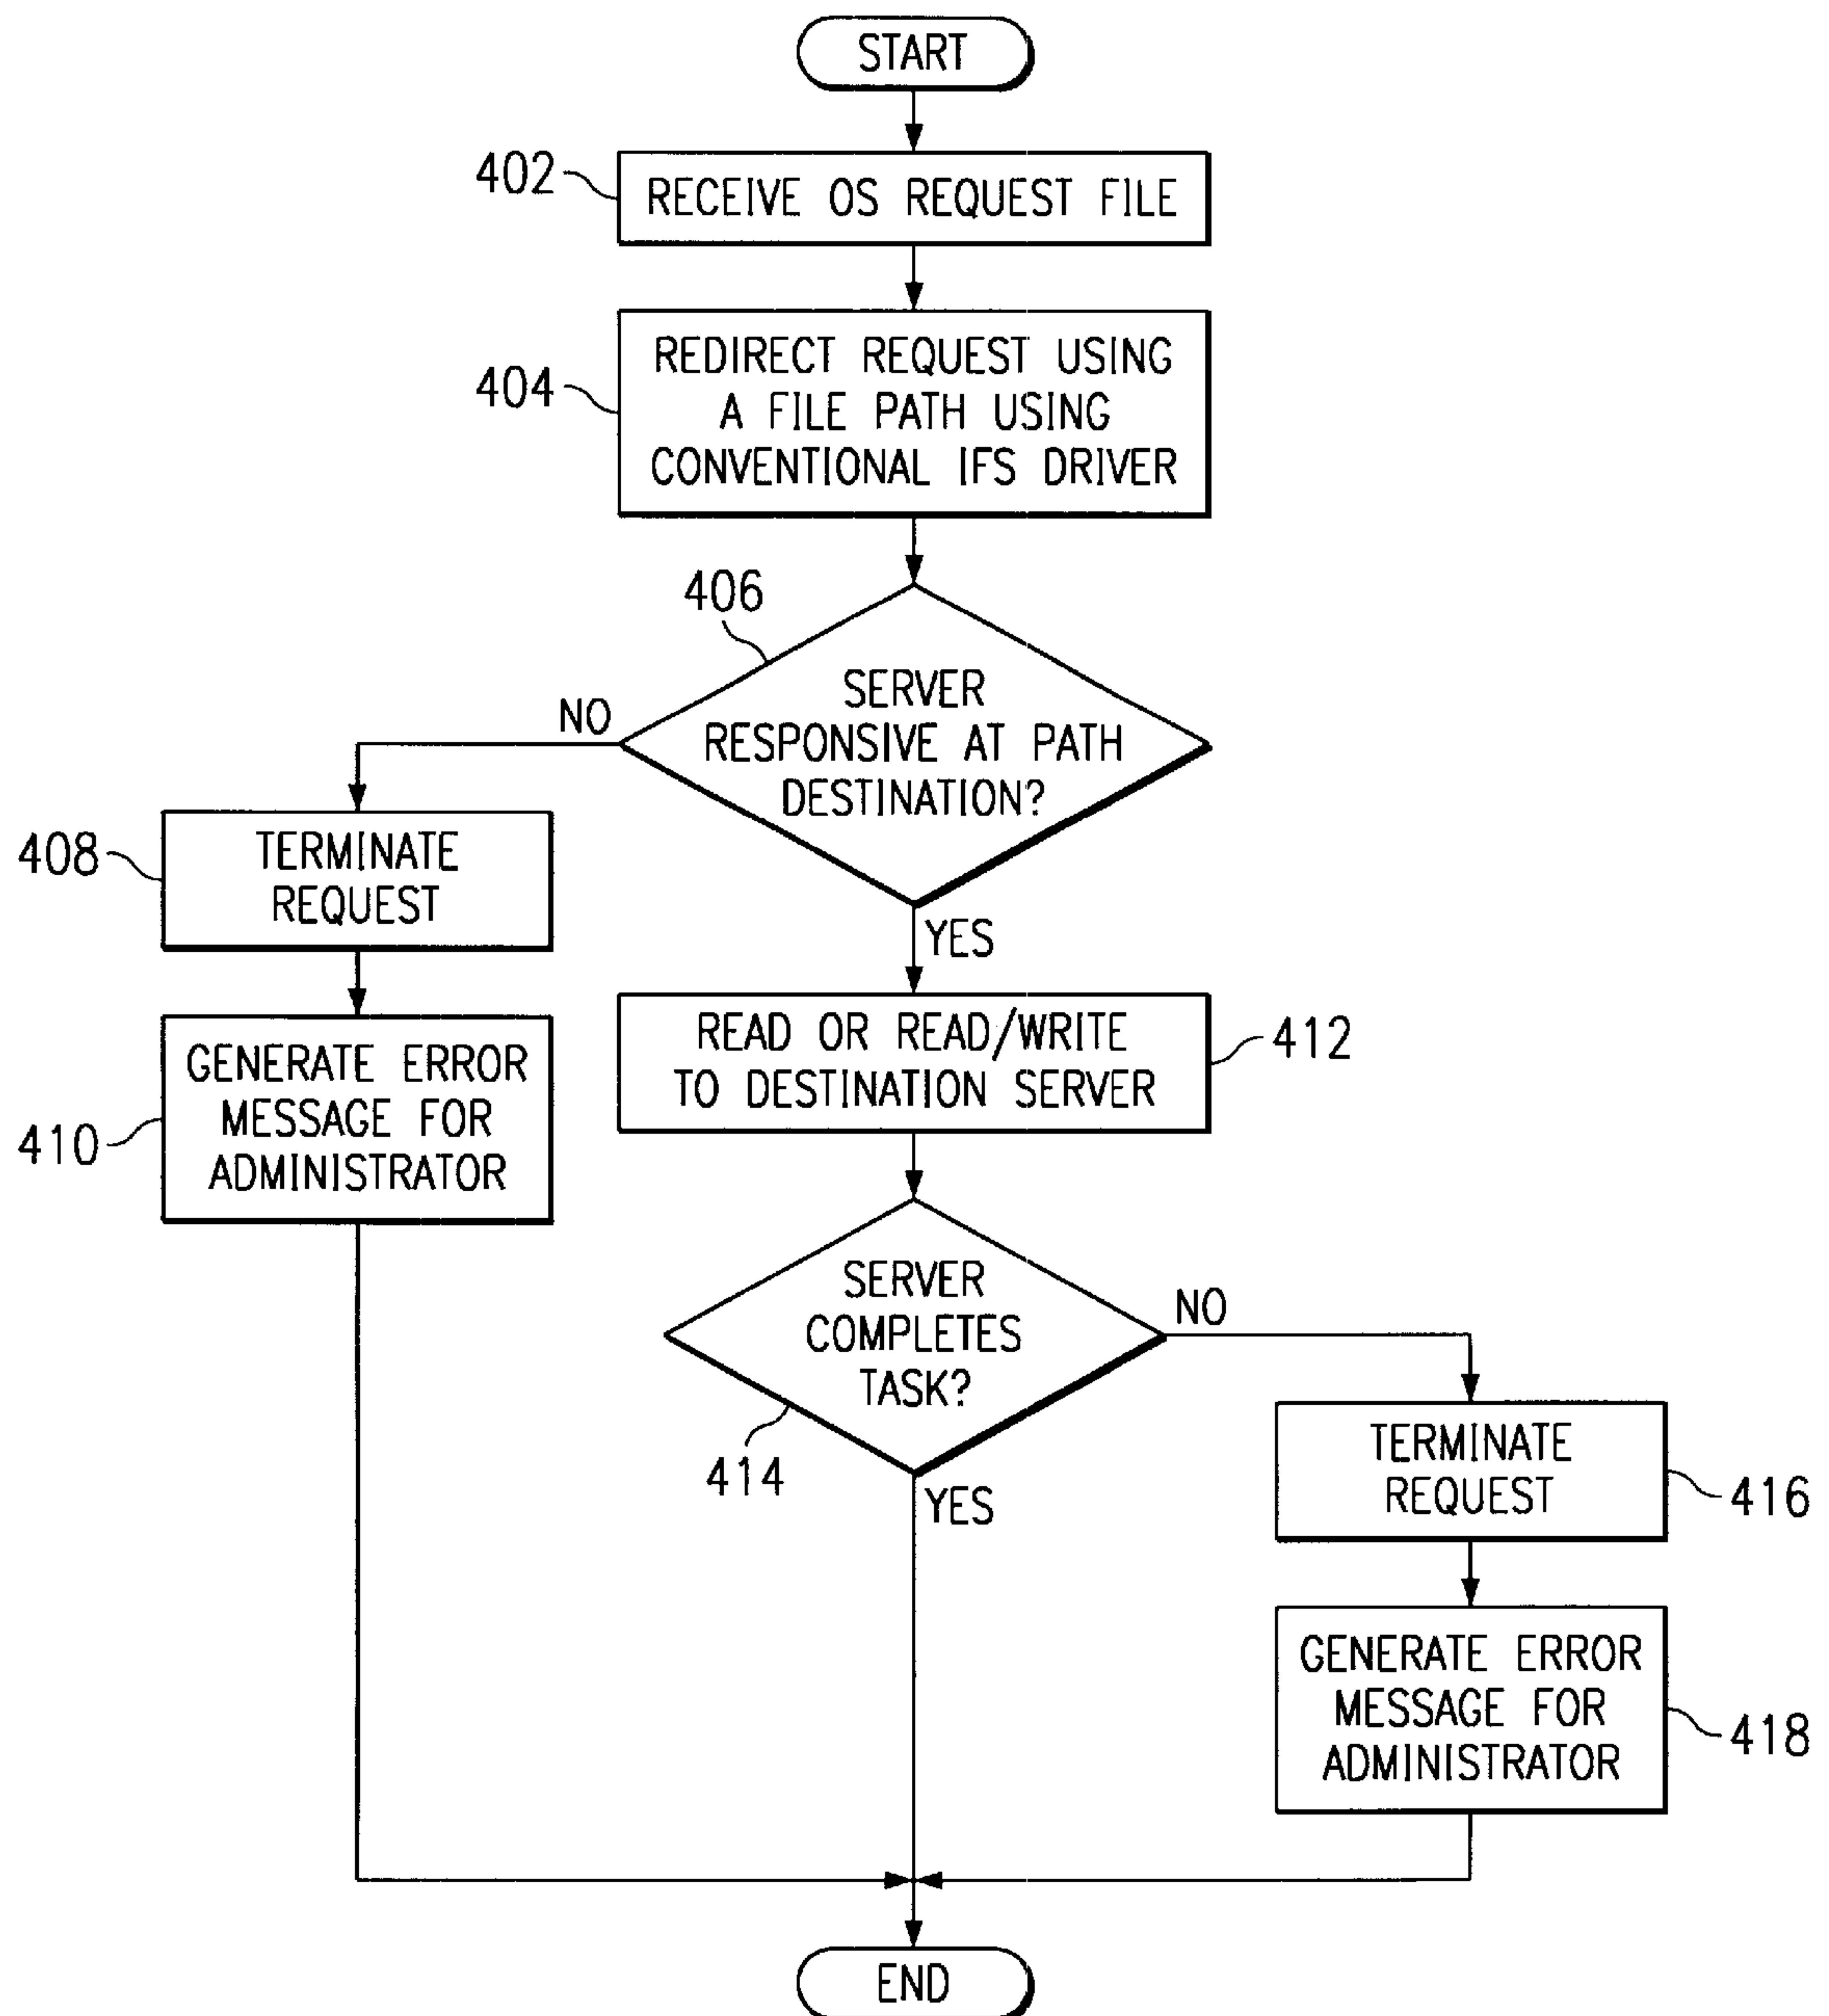 START
402
RECEIVE OS REQUEST FILE
404
REDIRECT REQUEST USING
A FILE PATH USING
CONVENTIONAL IFS DRIVER
406
SERVER
RESPONSIVE AT PATH
DESTINATION?
NO
YES
408
TERMINATE
REQUEST
410
GENERATE ERROR
MESSAGE FOR
ADMINISTRATOR
READ OR READ/WRITE
TO DESTINATION SERVER
412
SERVER
COMPLETES
TASK?
414
NO
YES
TERMINATE
REQUEST
416
GENERATE ERROR
MESSAGE FOR
ADMINISTRATOR
418
END